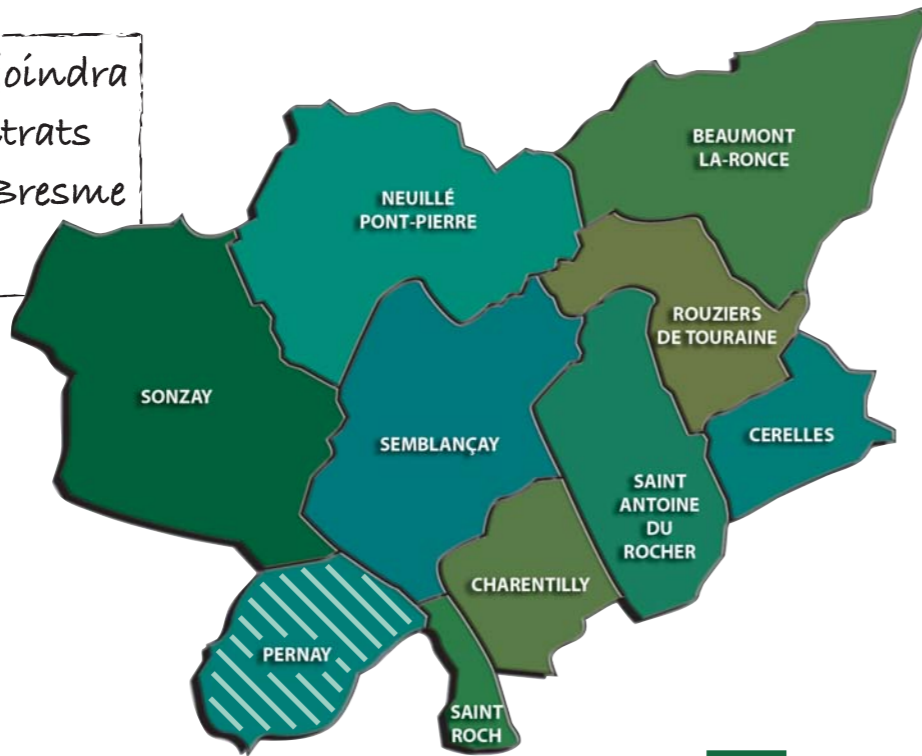 oindra
trats
Bresme
BEAUMONT
LA-RONCE
NEUILLÉ
PONT-PIERRE
ROUZIERS
DE TOURAINE
SONZAY
SEMBLANÇAY
CERELLES
SAINT
ANTOINE
DU
ROCHER
CHARENTILLY
PERNAY
SAINT
ROCH